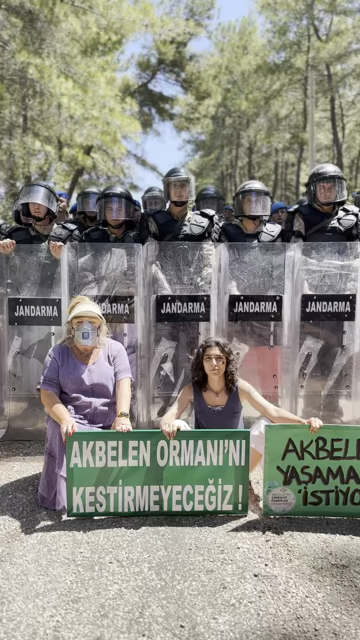 JANDARMA
JANDARMA
JANDARMA
JANDARMA
JANDARMA
AKBELEN ORMANI'NI
KESTİRMEYECEĞİZ!
AKBELE
YAŞAMA
İSTİYO